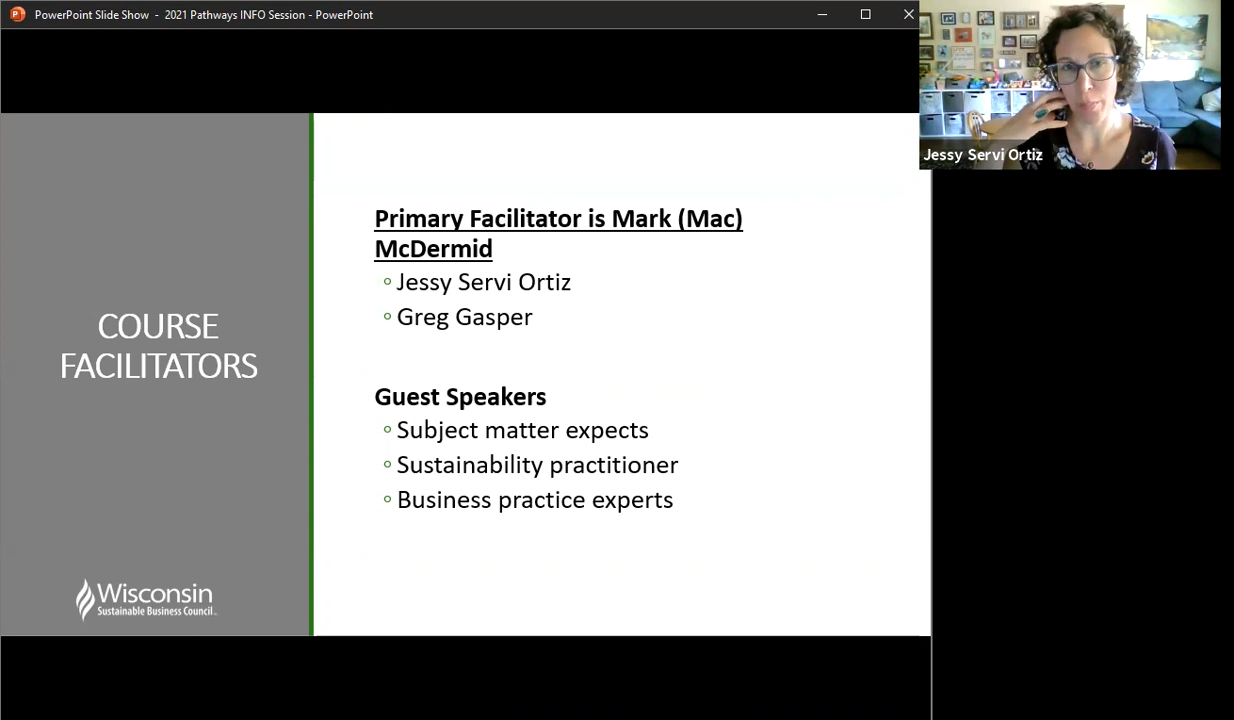 PowerPoint Slide Show - 2021 Pathways INFO Session - PowerPoint
Jessy Servi Ortiz
Primary Facilitator is Mark (Mac)
McDermid
Jessy Servi Ortiz
Greg Gasper
COURSE
FACILITATORS
Guest Speakers
Subject matter expects
Sustainability practitioner
Business practice experts
Wisconsin
Sustainable Business Council